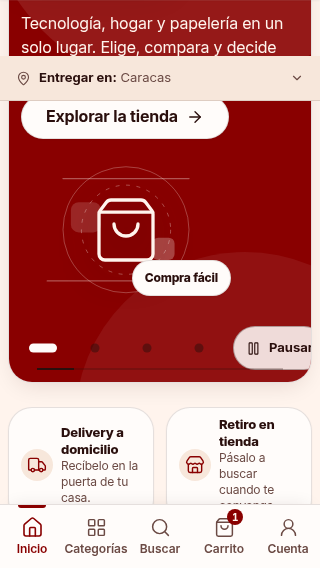 Tecnología, hogar y papelería en un
solo lugar. Elige, compara y decide
Entregar en: Caracas
Explorar la tienda
Compra fácil
Pausar
Delivery a
domicilio
Recíbelo en la
puerta de tu
casa.
Retiro en
tienda
Pásalo a
buscar
cuando te
1
Inicio
Categorías
Buscar
Carrito
Cuenta